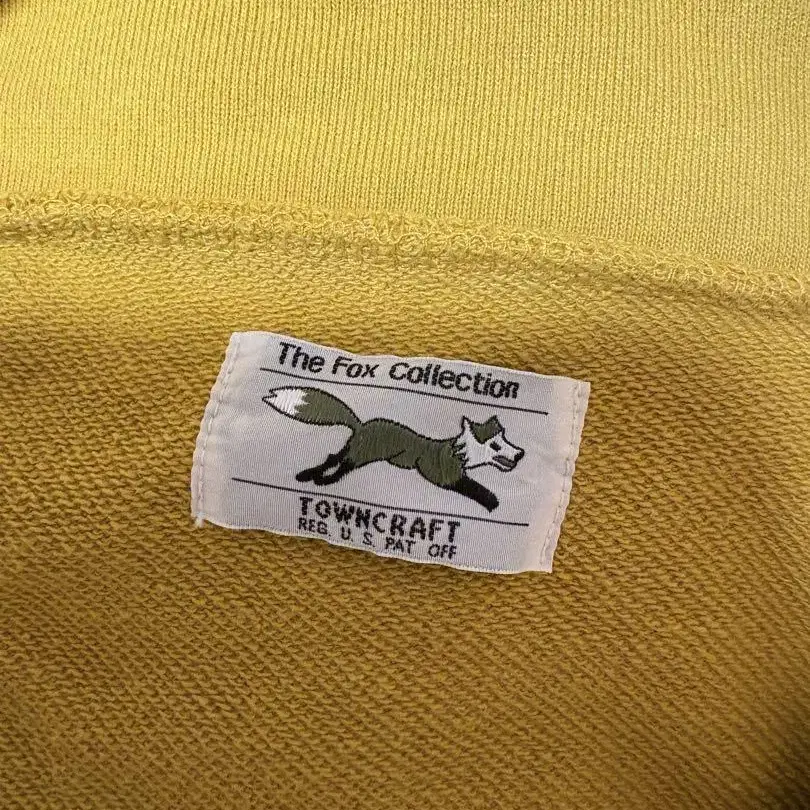 The Fox Collection
TOWNCRAFT
REG. U. S. PAT OFF